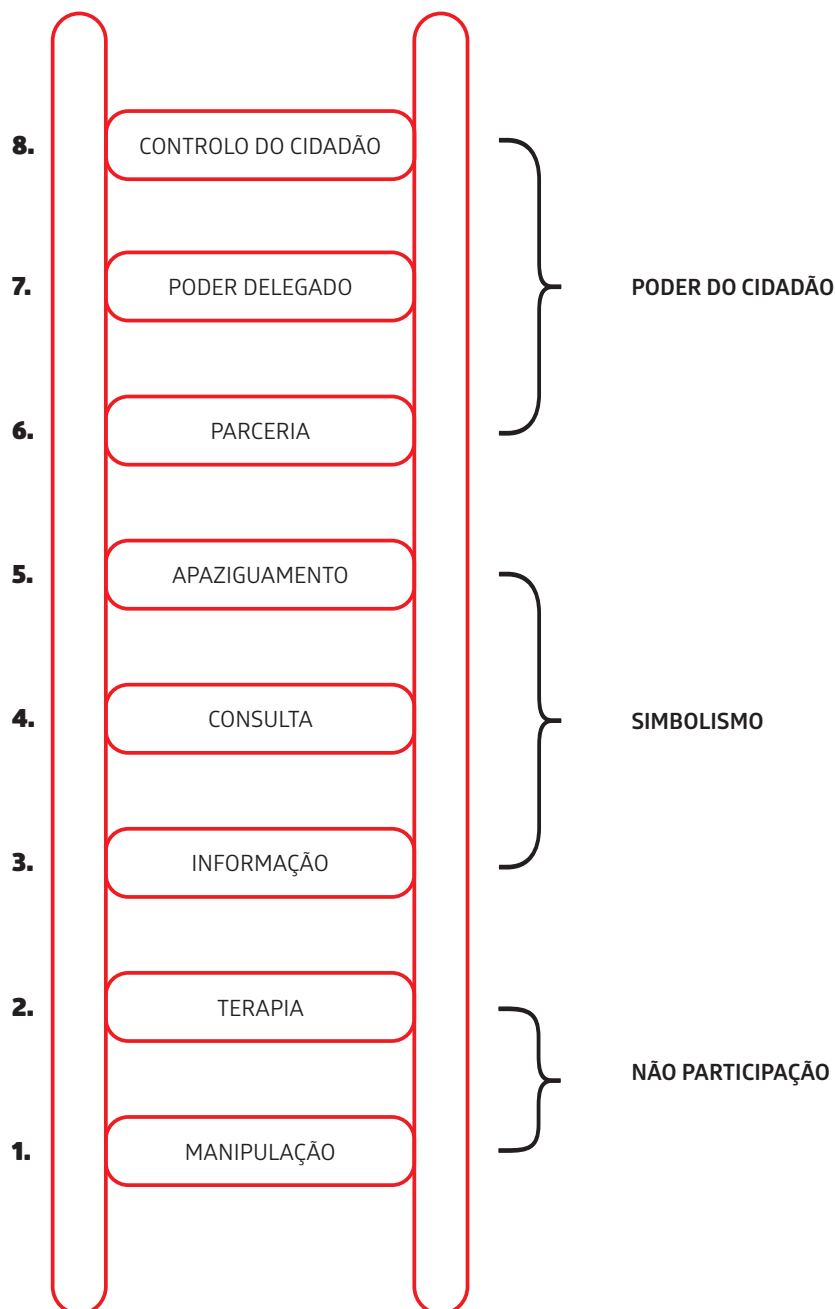 8. CONTROLO DO CIDADÃO
7. PODER DELEGADO PODER DO CIDADÃO
6. PARCERIA
5. APAZIGUAMENTO
4. CONSULTA SIMBOLISMO
3. INFORMAÇÃO
2. TERAPIA
NÃO PARTICIPAÇÃO
1. MANIPULAÇÃO